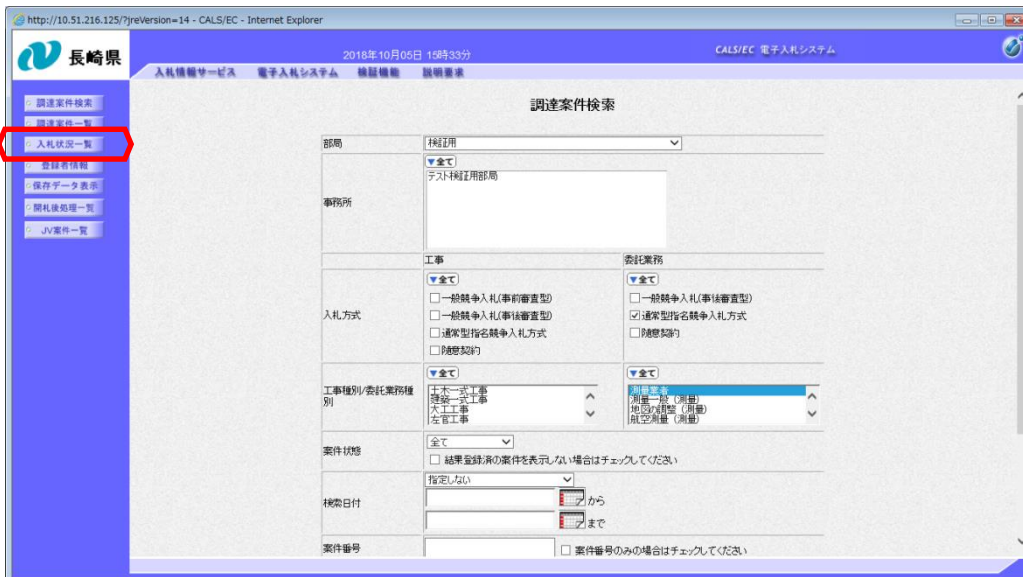 http://10.51.216.125/?jreVersion=14 - CALS/EC - Internet Explorer
長崎県
2018年10月05日 15時33分
CALS/EC 電子入札システム
入札情報サービス 電子入札システム 検証機能 説明要求
調達案件検索
調達案件一覧
入札状況一覧
登録者情報
保存データ表示
開札後処理一覧
JV案件一覧
調達案件検索
部局 検証用
事務所 ▼全て
テスト検証用部局
工事 委託業務
入札方式 ▼全て ▼全て
一般競争入札(事前審査型) 一般競争入札(事後審査型)
一般競争入札(事後審査型) 通常型指名競争入札方式
通常型指名競争入札方式 随意契約
随意契約
工事種別/委託業務種別 ▼全て ▼全て
土木一式工事 測量業者
建築一式工事 測量一般 (測量)
大工工事 地図の調整 (測量)
左官工事 航空測量 (測量)
案件状態 全て
結果登録済の案件を表示しない場合はチェックしてください
検索日付 指定しない
から
まで
案件番号 案件番号のみの場合はチェックしてください